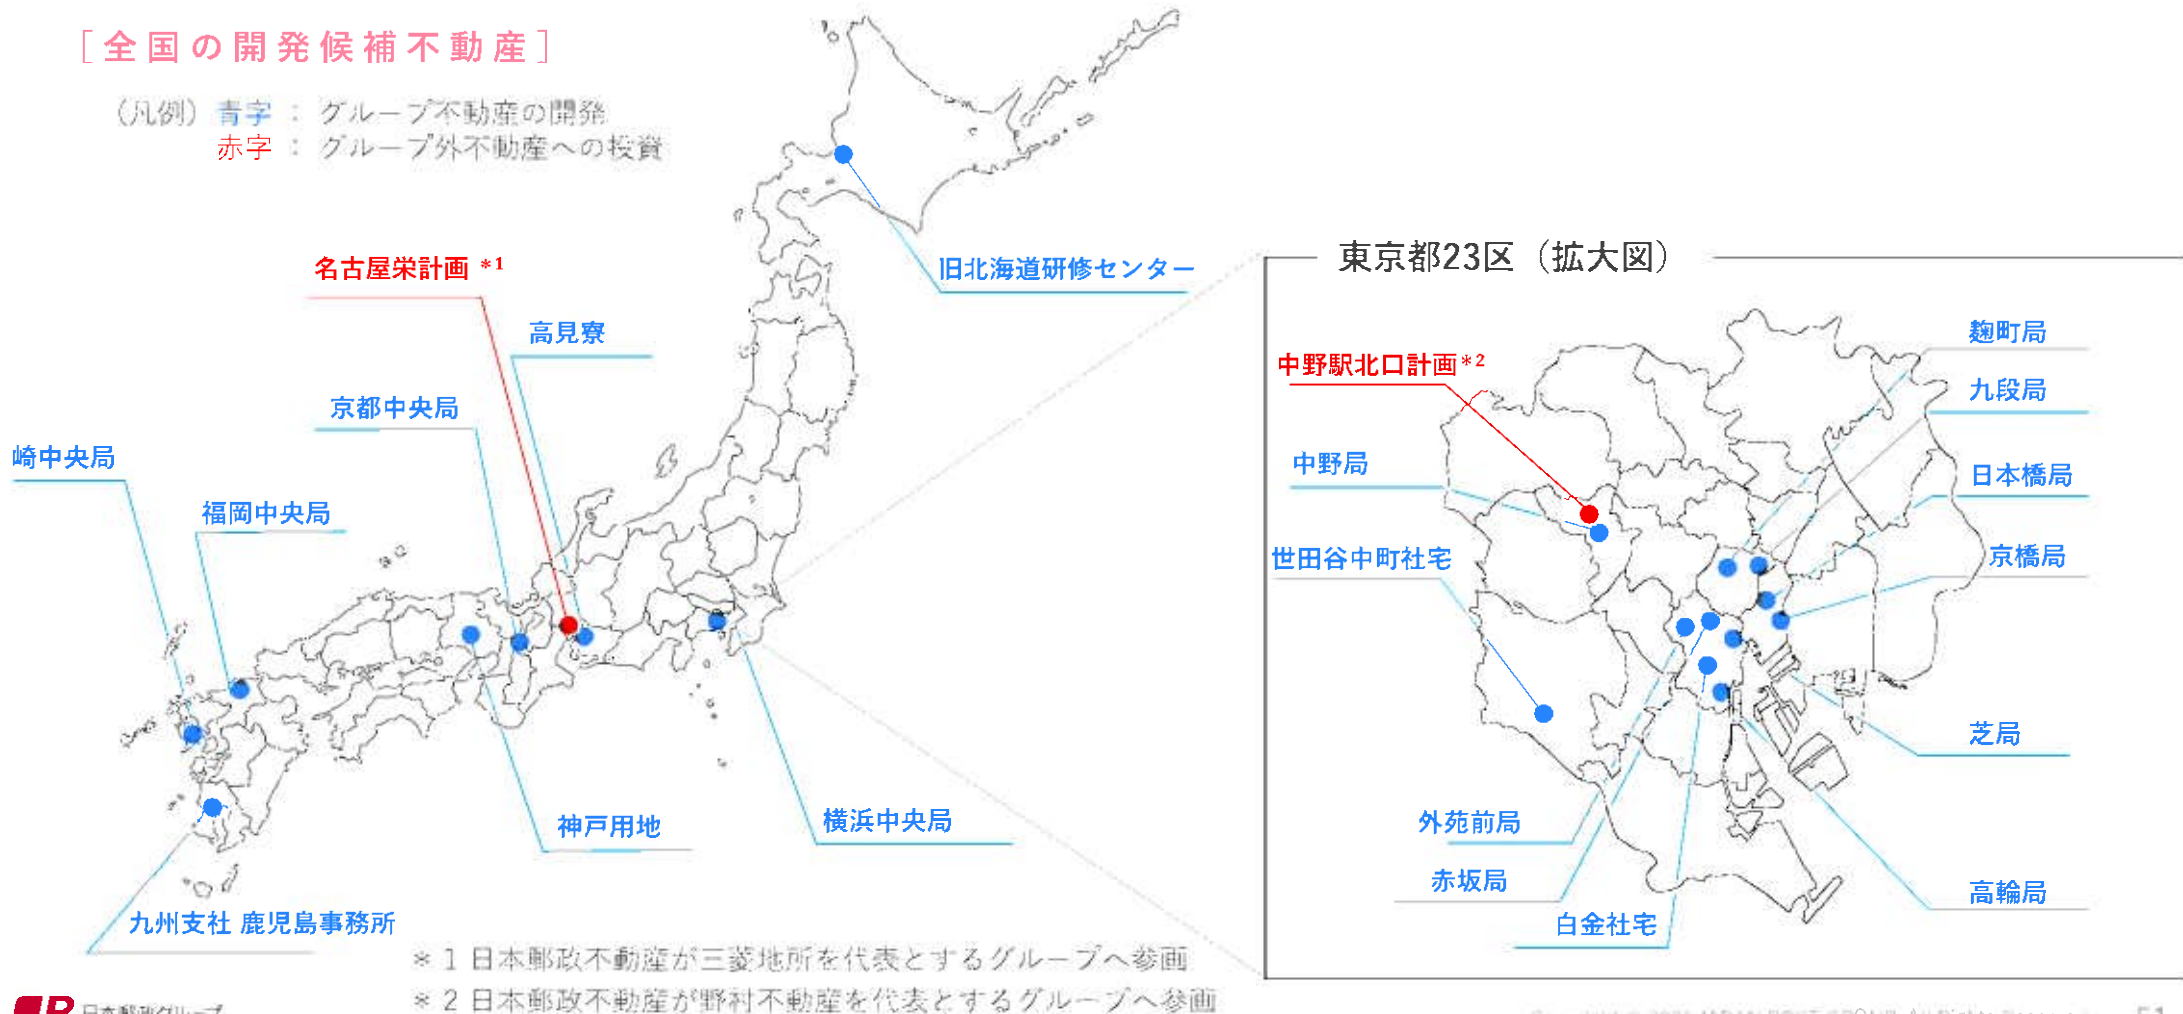 ［全国の開発候補不動産］
（凡例）青字 ： グループ不動産の開発
赤字 ： グループ外不動産への投資
名古屋栄計画 *1
高見寮
京都中央局
崎中央局
福岡中央局
旧北海道研修センター
神戸用地
横浜中央局
九州支社 鹿児島事務所
東京都23区（拡大図）
中野駅北口計画*2
中野局
世田谷中町社宅
麹町局
九段局
日本橋局
京橋局
芝局
外苑前局
赤坂局
白金社宅
高輪局
＊１日本郵政不動産が三菱地所を代表とするグループへ参画
＊２日本郵政不動産が野村不動産を代表とするグループへ参画
日本郵政グループ